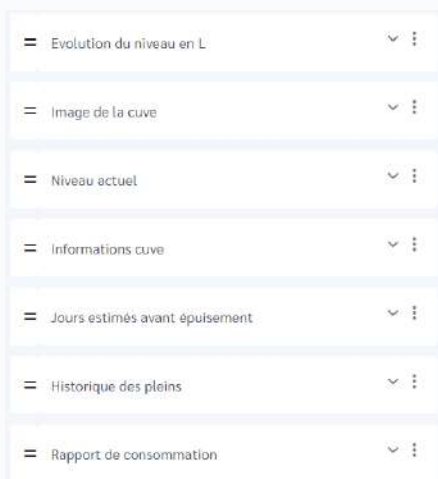 Evolution du niveau en L
Image de la cuve
Niveau actuel
Informations cuve
Jours estimés avant épuisement
Historique des pleins
Rapport de consommation